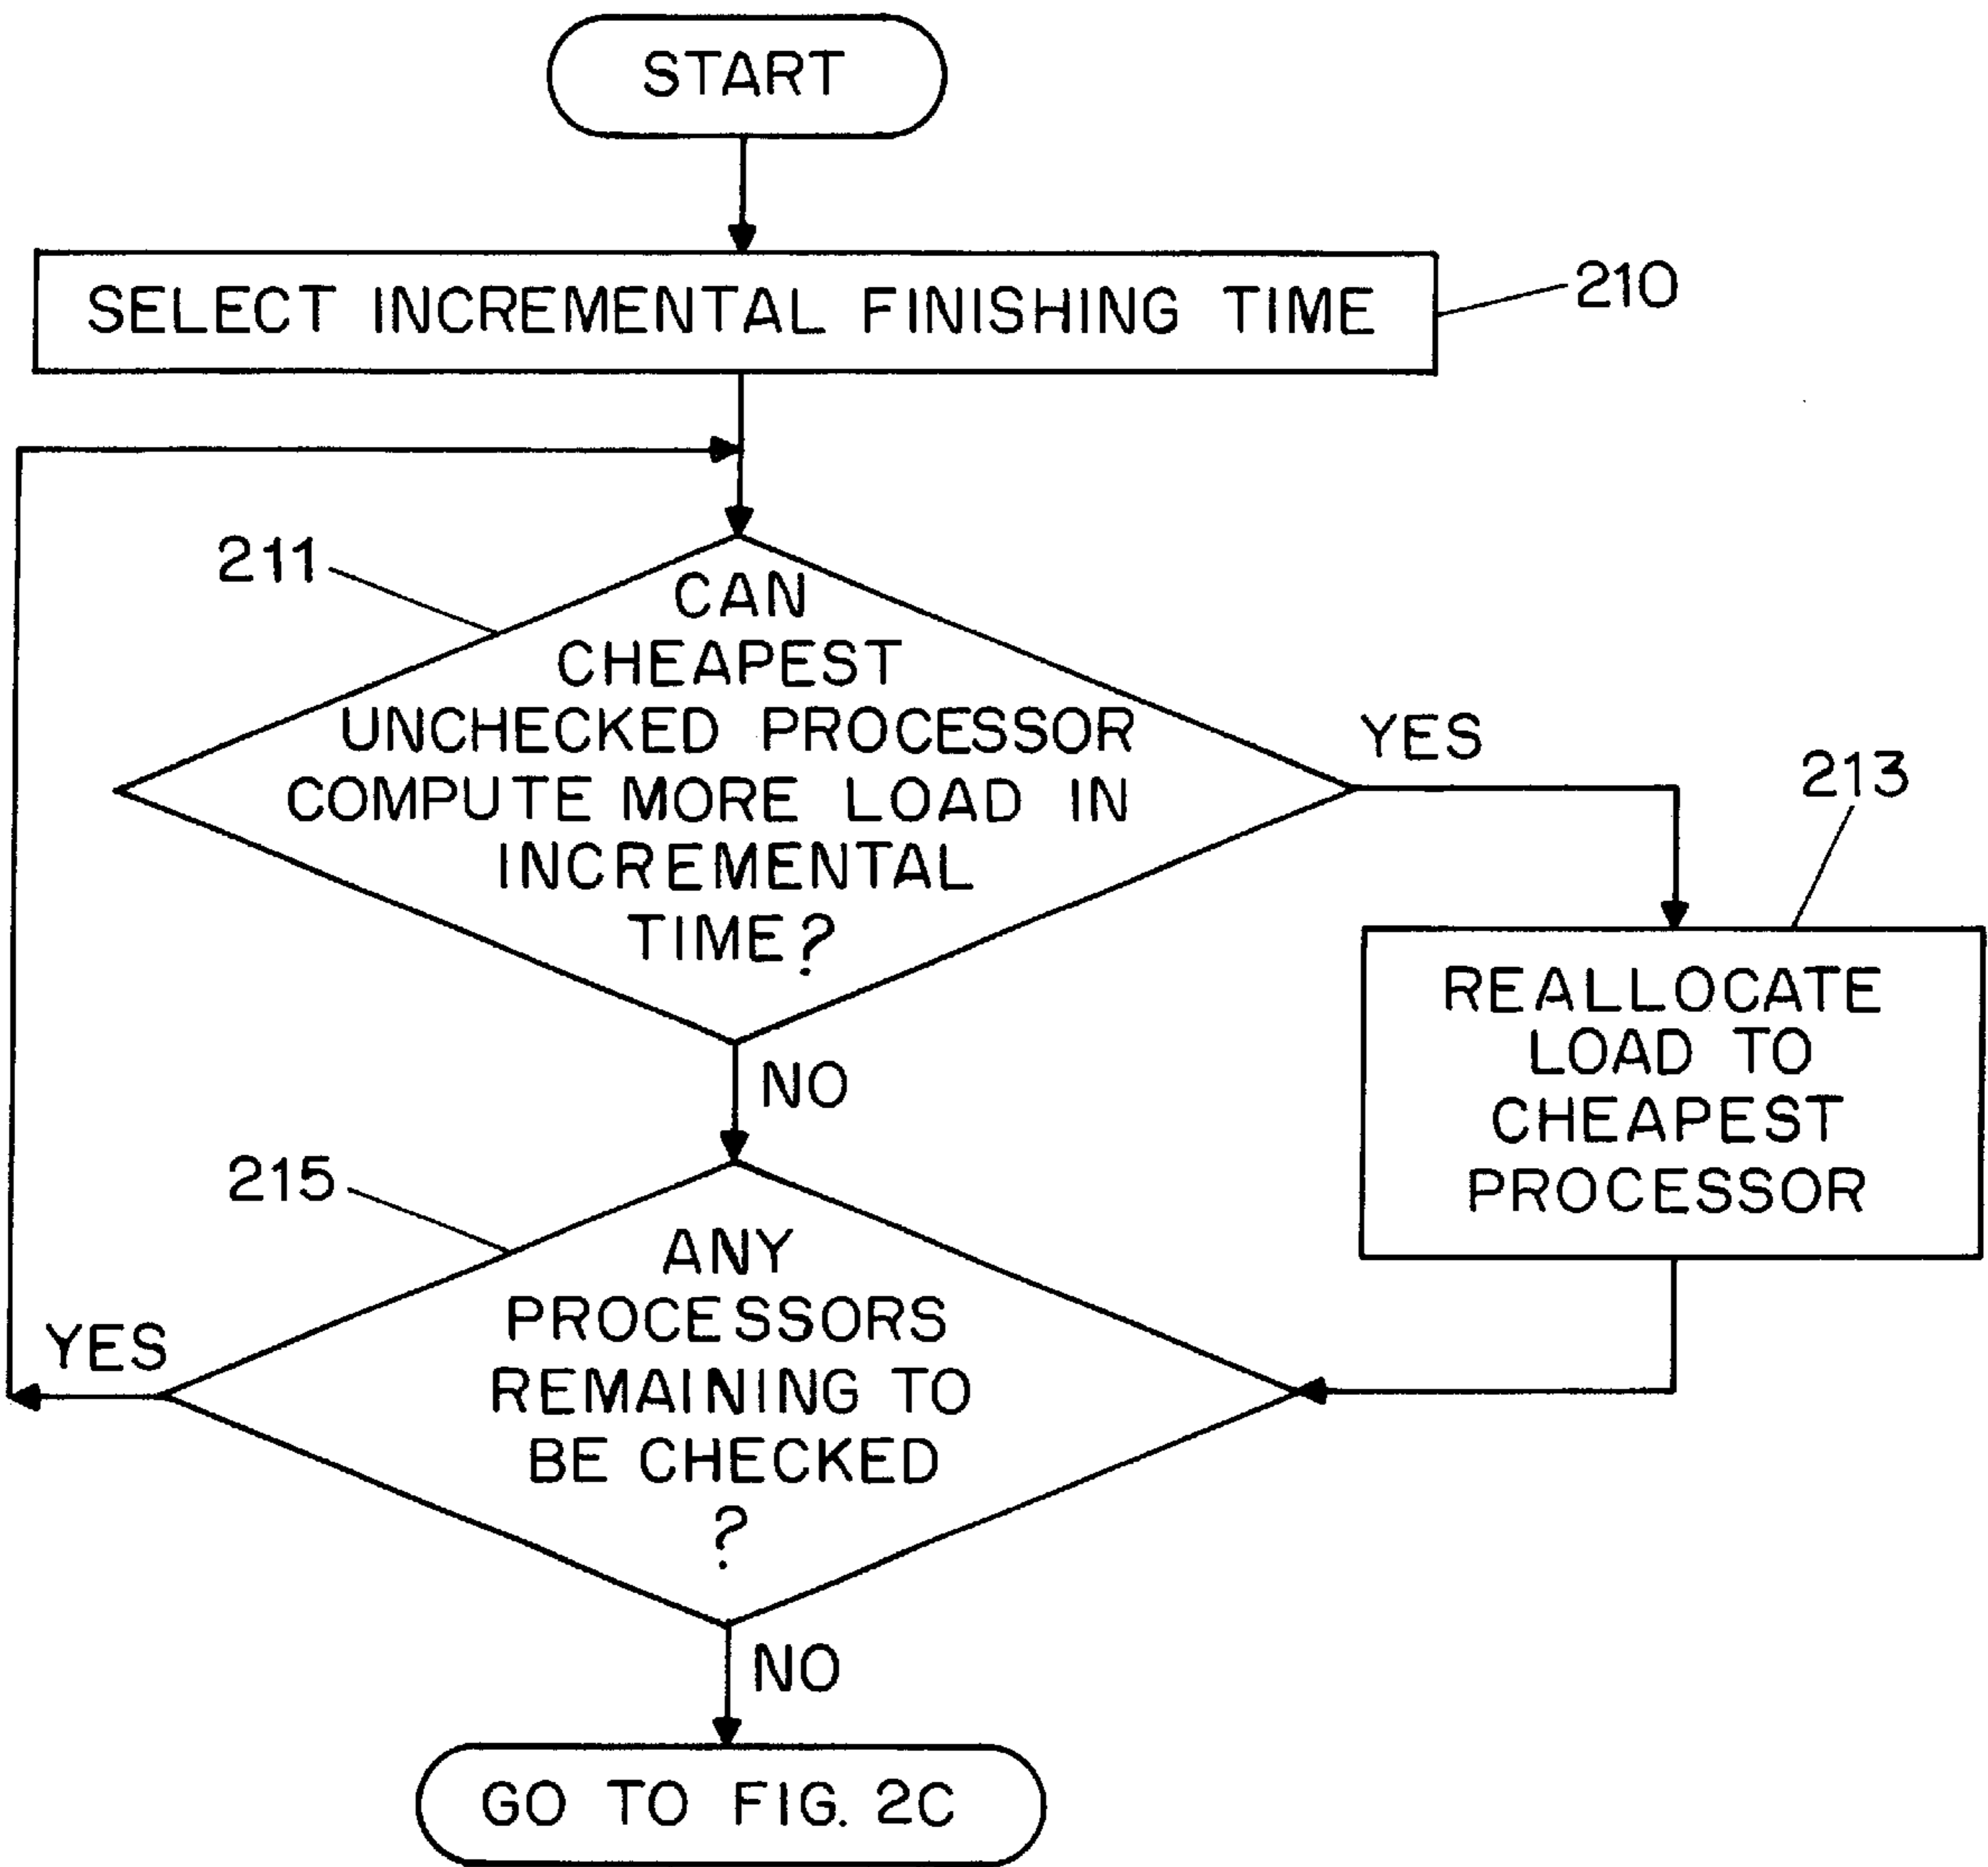 START
SELECT INCREMENTAL FINISHING TIME
210
211
CAN
CHEAPEST
UNCHECKED PROCESSOR
COMPUTE MORE LOAD IN
INCREMENTAL
TIME?
YES
213
REALLOCATE
LOAD TO
CHEAPEST
PROCESSOR
NO
215
ANY
PROCESSORS
REMAINING TO
BE CHECKED
?
YES
NO
GO TO FIG. 2C